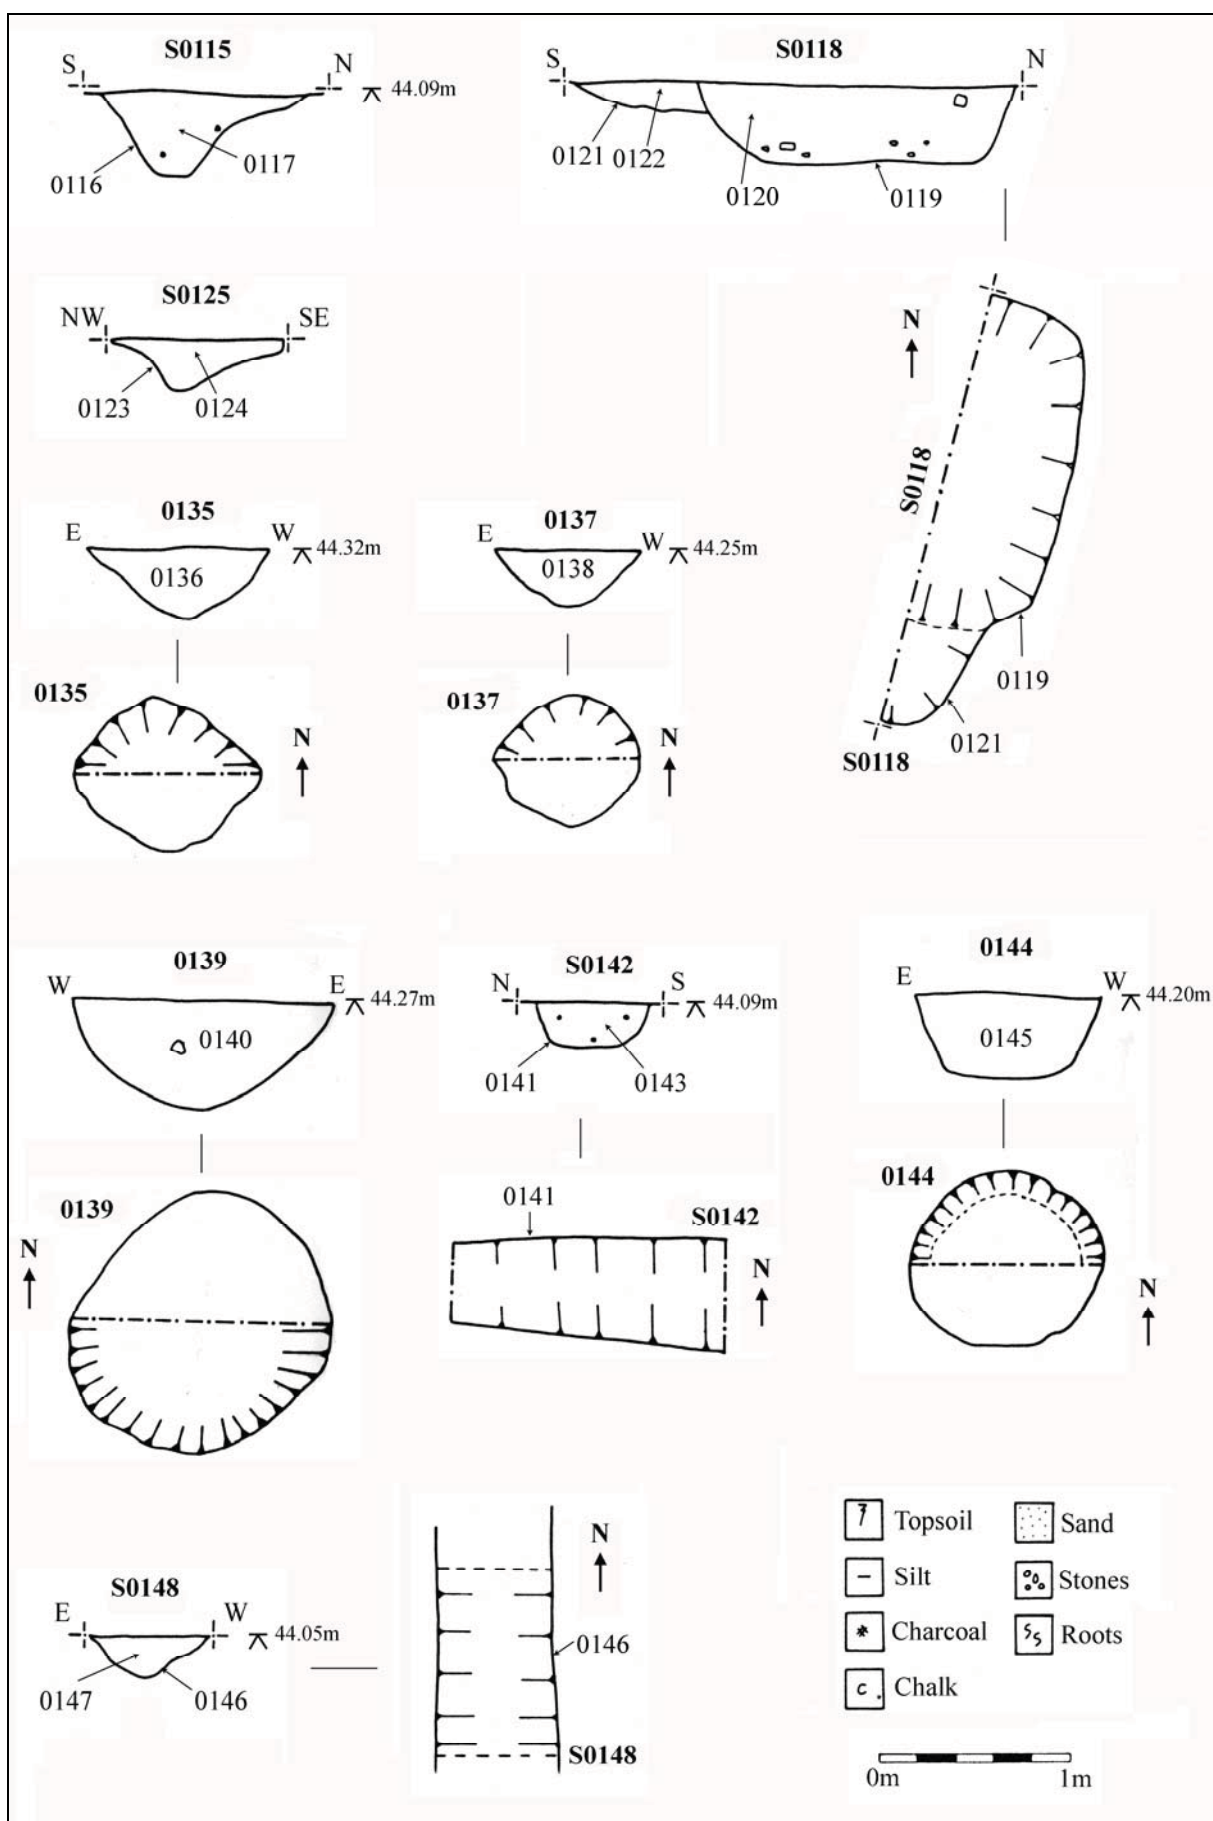 S0115
S N 44.09m
0116 0117
S0118
S N
0121 0122 0120 0119
S0125
NW SE
0123 0124
N
S0118
0119
0121
S0118
0135
E W 44.32m
0136
0135
N
0137
E W 44.25m
0138
0137
N
0139
W E 44.27m
0140
0139
N
S0142
N S 44.09m
0141 0143
0141
S0142
N
0144
E W 44.20m
0145
0144
N
S0148
E W 44.05m
0147 0146
N
0146
S0148
Topsoil Sand
Silt Stones
Charcoal Roots
c Chalk
0m 1m